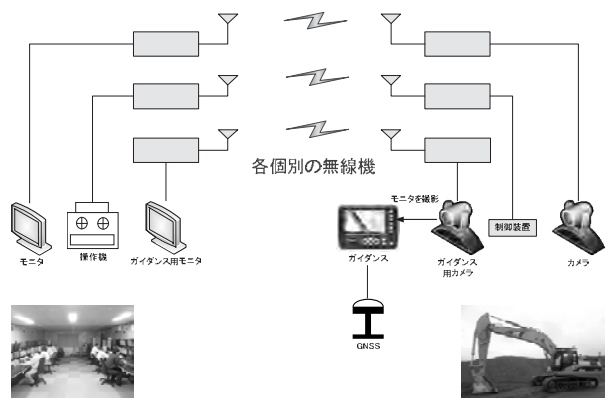 各個別の無線機
モニタを撮影
制御装置
モニタ
操作機
ガイダンス用モニタ
ガイダンス
ガイダンス
用カメラ
カメラ
GNSS